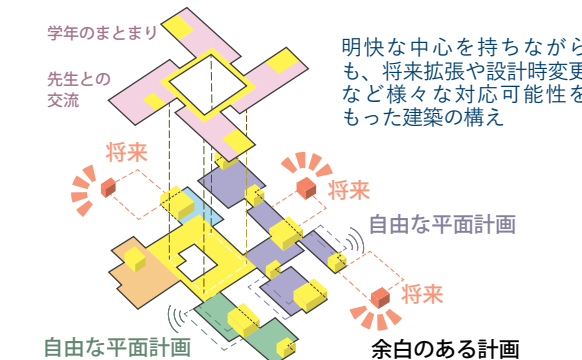 学年のまとまり
先生との
交流
明快な中心を持ちながら
も、将来拡張や設計時変更
など様々な対応可能性を
もった建築の構え
将来
将来
自由な平面計画
将来
自由な平面計画
余白のある計画